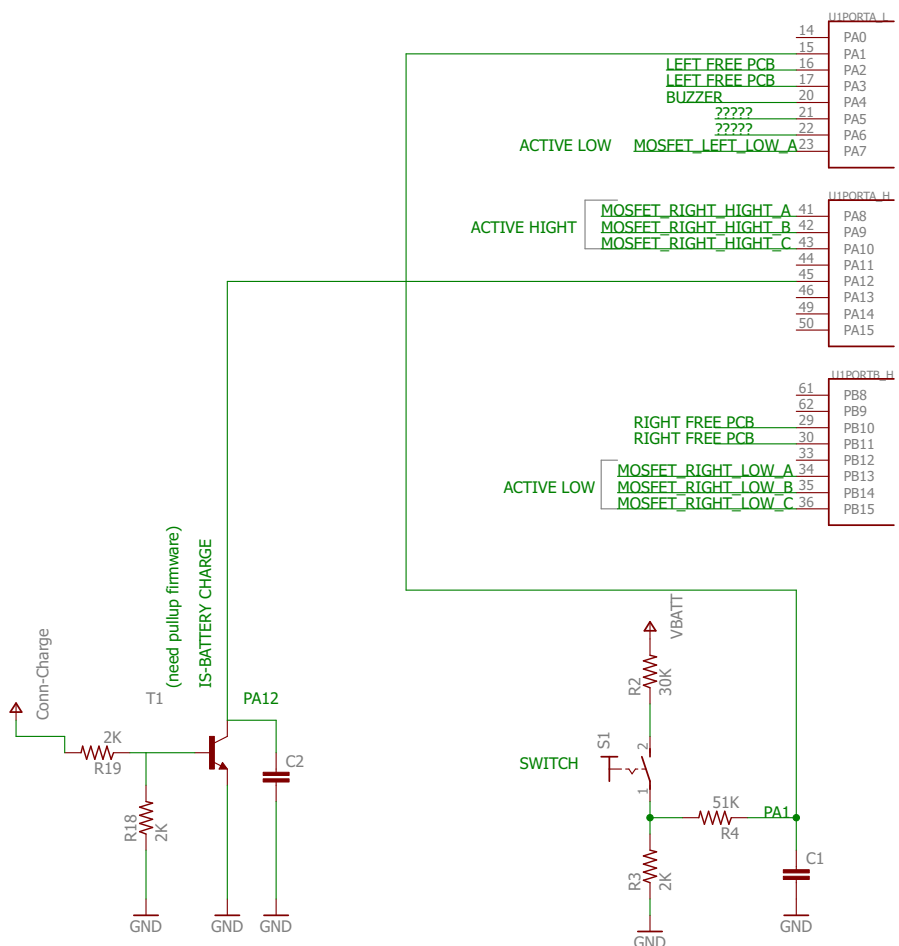 U1PORTA_L
14 PA0
15 PA1
LEFT FREE PCB 16 PA2
LEFT FREE PCB 17 PA3
BUZZER 20 PA4
????? 21 PA5
????? 22 PA6
ACTIVE LOW MOSFET_LEFT_LOW_A 23 PA7
U1PORTA_H
MOSFET_RIGHT_HIGHT_A 41 PA8
ACTIVE HIGHT MOSFET_RIGHT_HIGHT_B 42 PA9
MOSFET_RIGHT_HIGHT_C 43 PA10
44 PA11
45 PA12
46 PA13
49 PA14
50 PA15
U1PORTB_H
61 PB8
62 PB9
RIGHT FREE PCB 29 PB10
RIGHT FREE PCB 30 PB11
33 PB12
MOSFET_RIGHT_LOW_A 34 PB13
ACTIVE LOW MOSFET_RIGHT_LOW_B 35 PB14
MOSFET_RIGHT_LOW_C 36 PB15
(need pullup firmware)
IS-BATTERY CHARGE
Conn-Charge
T1
PA12
2K
R19
R18
2K
C2
GND
GND
GND
VBATT
R2
30K
SWITCH
S1
2
1
51K
R4
PA1
R3
2K
C1
GND
GND